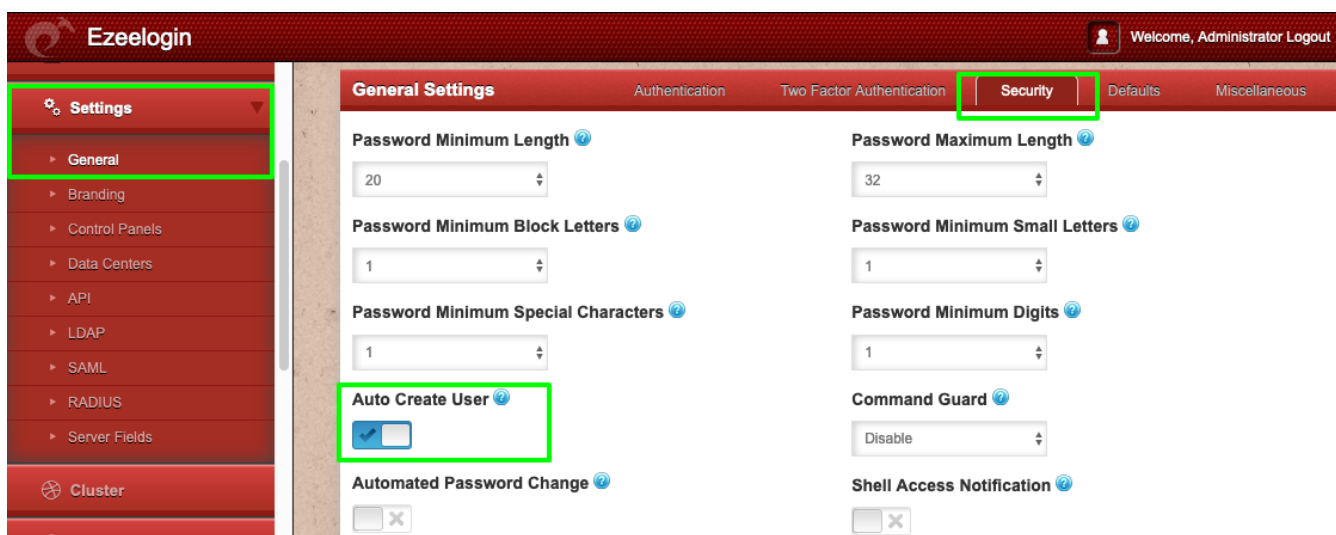 Ezeelogin
Welcome, Administrator Logout
Settings
General
Branding
Control Panels
Data Centers
API
LDAP
SAML
RADIUS
Server Fields
Cluster
General Settings
Authentication
Two Factor Authentication
Security
Defaults
Miscellaneous
Password Minimum Length
20
Password Maximum Length
32
Password Minimum Block Letters
1
Password Minimum Small Letters
1
Password Minimum Special Characters
1
Password Minimum Digits
1
Auto Create User
Command Guard
Disable
Automated Password Change
Shell Access Notification